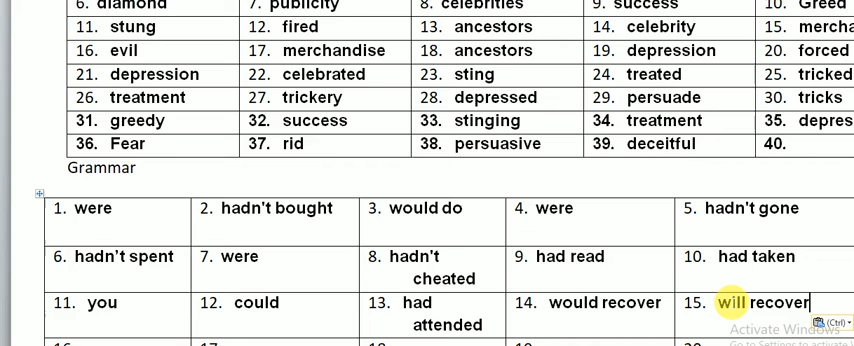 6. diamond 7. publicity 8. celebrities 9. success 10. Greed
11. stung 12. fired 13. ancestors 14. celebrity 15. mercha
16. evil 17. merchandise 18. ancestors 19. depression 20. forced
21. depression 22. celebrated 23. sting 24. treated 25. tricked
26. treatment 27. trickery 28. depressed 29. persuade 30. tricks
31. greedy 32. success 33. stinging 34. treatment 35. depres
36. Fear 37. rid 38. persuasive 39. deceitful 40.
Grammar
1. were 2. hadn't bought 3. would do 4. were 5. hadn't gone
6. hadn't spent 7. were 8. hadn't cheated 9. had read 10. had taken
11. you 12. could 13. had attended 14. would recover 15. will recover
(Ctrl)
Activate Windows
Go to Settings to activate